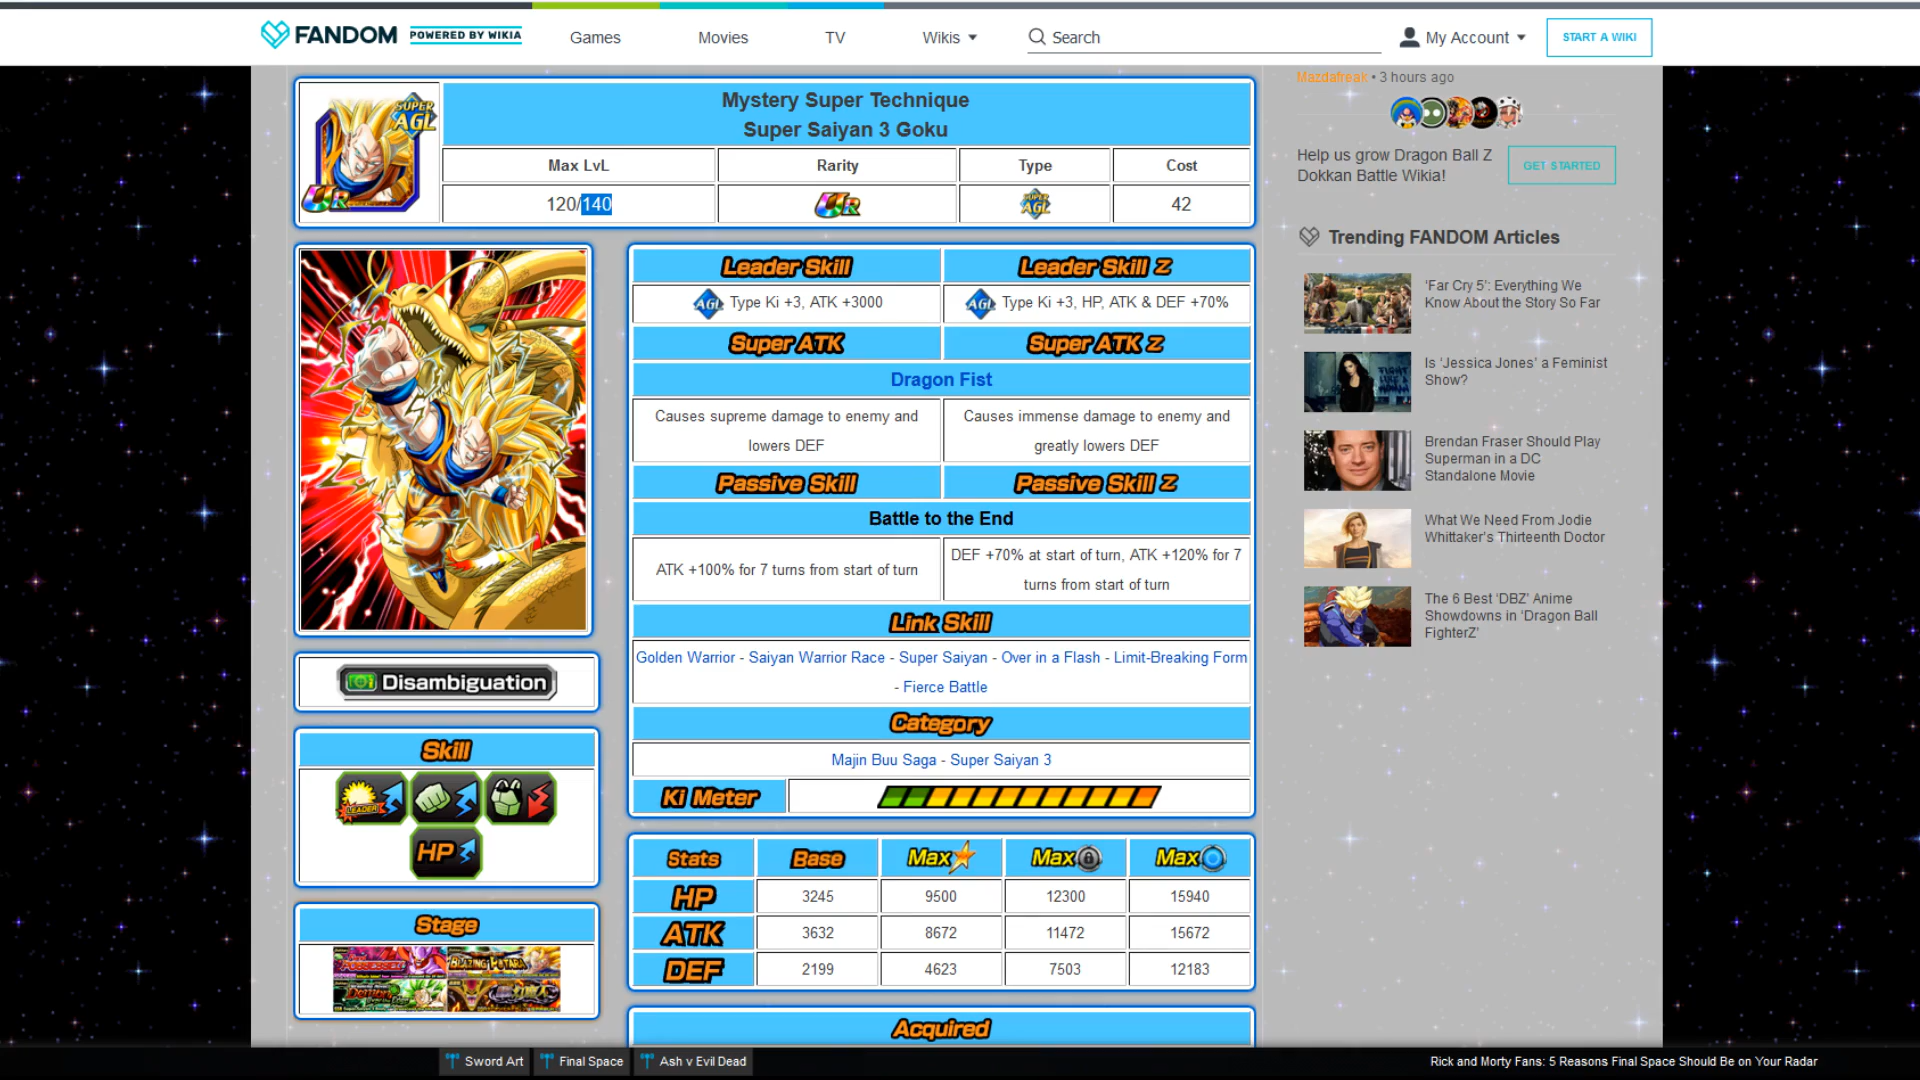 FANDOM POWERED BY WIKIA Games Movies TV Wikis Search My Account START A WIKI
Mazdafreak • 3 hours ago
Help us grow Dragon Ball Z
Dokkan Battle Wikia!
GET STARTED
Mystery Super Technique
Super Saiyan 3 Goku
SUPER AGL
UR
Max LvL Rarity Type Cost
120/140 UR SUPER AGL 42
Leader Skill Leader Skill Z
AGL Type Ki +3, ATK +3000 AGL Type Ki +3, HP, ATK & DEF +70%
Super ATK Super ATK Z
Dragon Fist
Causes supreme damage to enemy and
lowers DEF
Causes immense damage to enemy and
greatly lowers DEF
Passive Skill Passive Skill Z
Battle to the End
ATK +100% for 7 turns from start of turn
DEF +70% at start of turn, ATK +120% for 7
turns from start of turn
Link Skill
Golden Warrior - Saiyan Warrior Race - Super Saiyan - Over in a Flash - Limit-Breaking Form
- Fierce Battle
Category
Majin Buu Saga - Super Saiyan 3
Ki Meter
Stats Base Max Max Max
HP 3245 9500 12300 15940
ATK 3632 8672 11472 15672
DEF 2199 4623 7503 12183
Acquired
Disambiguation
Skill
LEADER
HP
Stage
BLAZING POTARA
Trending FANDOM Articles
‘Far Cry 5’: Everything We
Know About the Story So Far
Is ‘Jessica Jones’ a Feminist
Show?
Brendan Fraser Should Play
Superman in a DC
Standalone Movie
What We Need From Jodie
Whittaker's Thirteenth Doctor
The 6 Best ‘DBZ’ Anime
Showdowns in ‘Dragon Ball
FighterZ’
Sword Art Final Space Ash v Evil Dead
Rick and Morty Fans: 5 Reasons Final Space Should Be on Your Radar